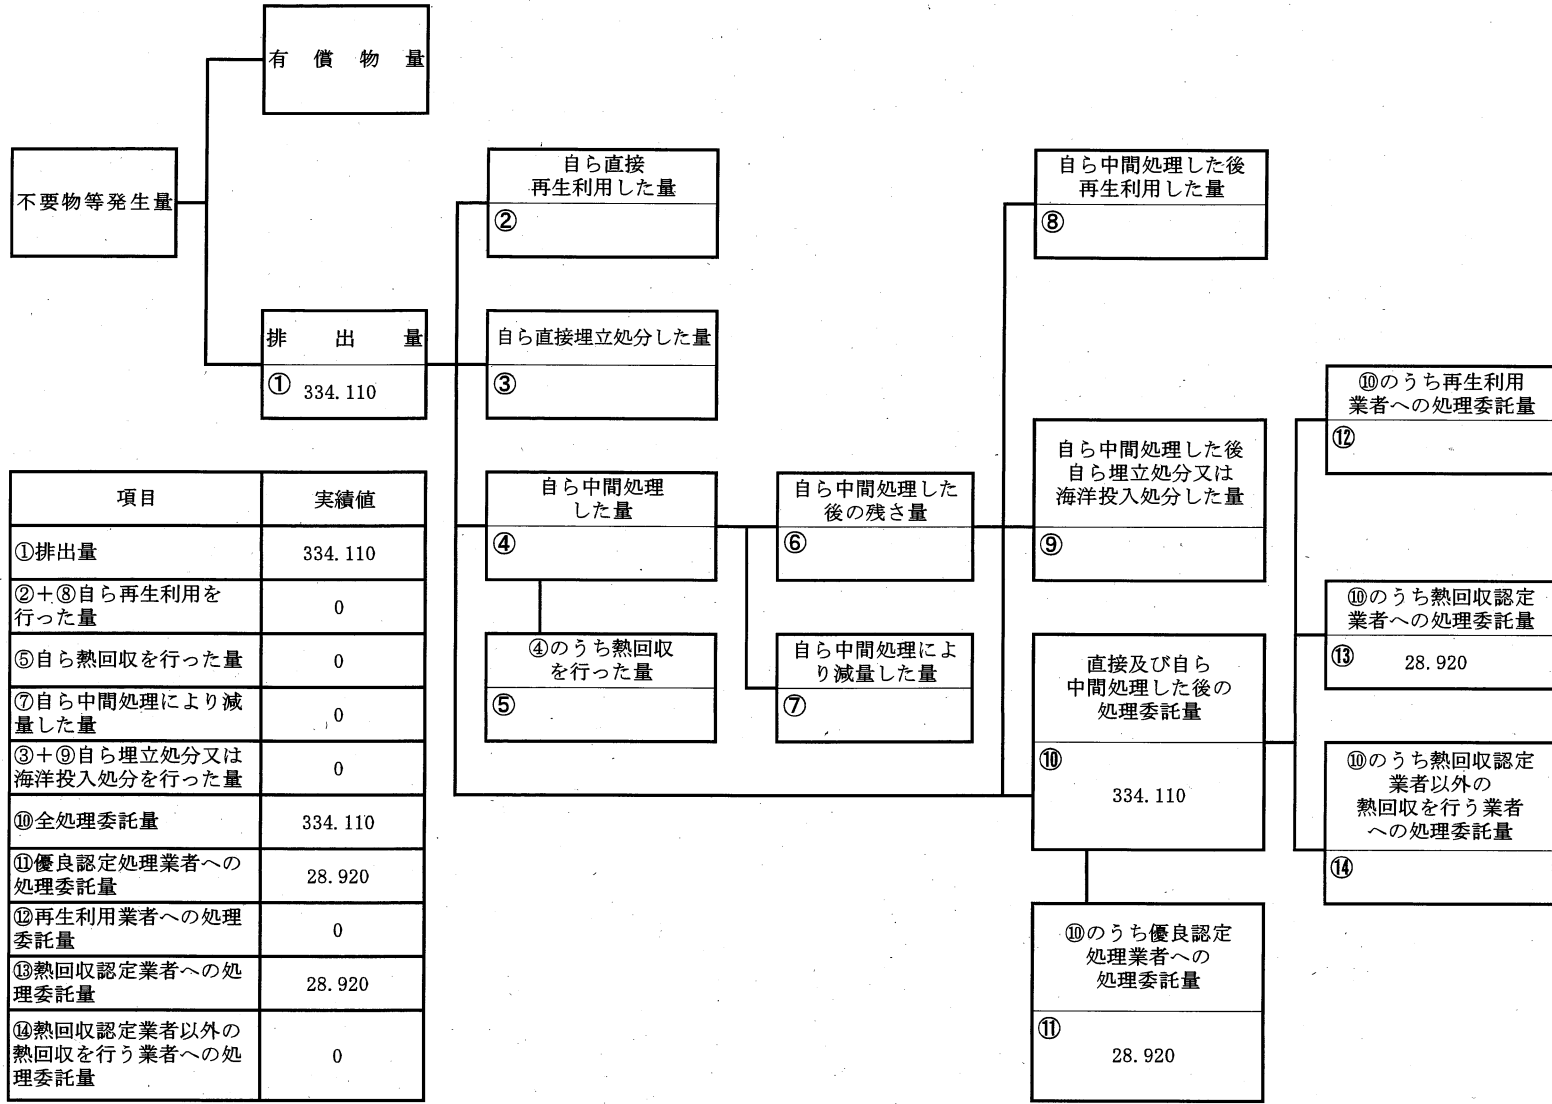 有償物量
不要物等発生量
排出量
① 334.110
自ら直接
再生利用した量
②
自ら直接埋立処分した量
③
自ら中間処理
した量
④
④のうち熱回収
を行った量
⑤
自ら中間処理した
後の残さ量
⑥
自ら中間処理によ
り減量した量
⑦
自ら中間処理した後
再生利用した量
⑧
自ら中間処理した後
自ら埋立処分又は
海洋投入処分した量
⑨
直接及び自ら
中間処理した後の
処理委託量
⑩
334.110
⑩のうち優良認定
処理業者への
処理委託量
⑪
28.920
⑩のうち再生利用
業者への処理委託量
⑫
⑩のうち熱回収認定
業者への処理委託量
⑬ 28.920
⑩のうち熱回収認定
業者以外の
熱回収を行う業者
への処理委託量
⑭
項目 実績値
①排出量 334.110
②＋⑧自ら再生利用を
行った量 0
⑤自ら熱回収を行った量 0
⑦自ら中間処理により減
量した量 0
③＋⑨自ら埋立処分又は
海洋投入処分を行った量 0
⑩全処理委託量 334.110
⑪優良認定処理業者への
処理委託量 28.920
⑫再生利用業者への処理
委託量 0
⑬熱回収認定業者への処
理委託量 28.920
⑭熱回収認定業者以外の
熱回収を行う業者への処
理委託量 0